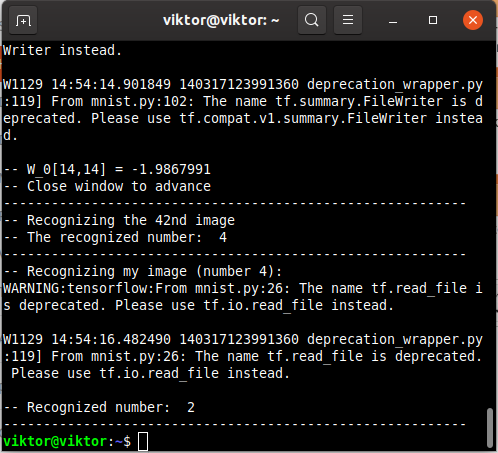 viktor@viktor: ~
Writer instead.
W1129 14:54:14.901849 140317123991360 deprecation_wrapper.py
:119] From mnist.py:102: The name tf.summary.FileWriter is d
eprecated. Please use tf.compat.v1.summary.FileWriter instea
d.
-- W_0[14,14] = -1.9867991
-- Close window to advance
------------------------------------------------------------
-- Recognizing the 42nd image
-- The recognized number:  4
------------------------------------------------------------
-- Recognizing my image (number 4):
WARNING:tensorflow:From mnist.py:26: The name tf.read_file i
s deprecated. Please use tf.io.read_file instead.
W1129 14:54:16.482490 140317123991360 deprecation_wrapper.py
:119] From mnist.py:26: The name tf.read_file is deprecated.
 Please use tf.io.read_file instead.
-- Recognized number:  2
------------------------------------------------------------
viktor@viktor:~$